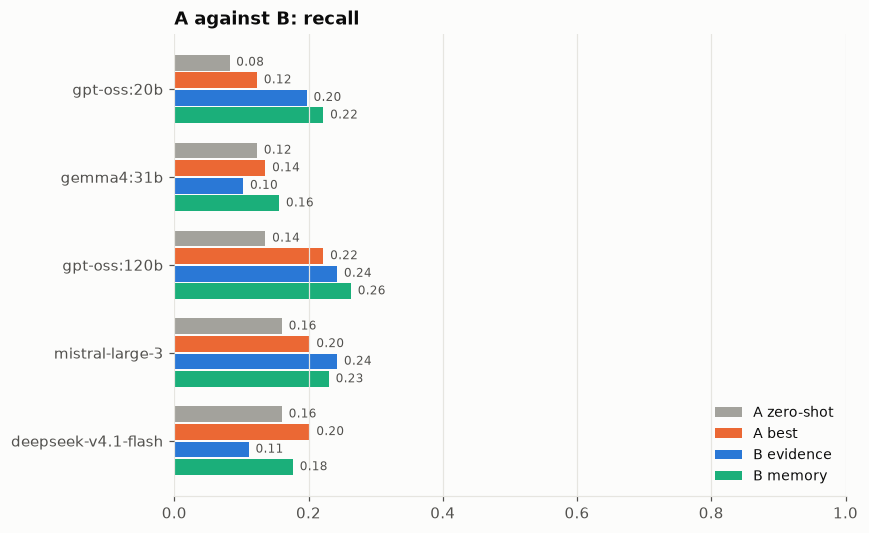 A against B: recall
gpt-oss:20b
0.08
0.12
0.20
0.22
gemma4:31b
0.12
0.14
0.10
0.16
gpt-oss:120b
0.14
0.22
0.24
0.26
mistral-large-3
0.16
0.20
0.24
0.23
deepseek-v4.1-flash
0.16
0.20
0.11
0.18
A zero-shot
A best
B evidence
B memory
0.0 0.2 0.4 0.6 0.8 1.0